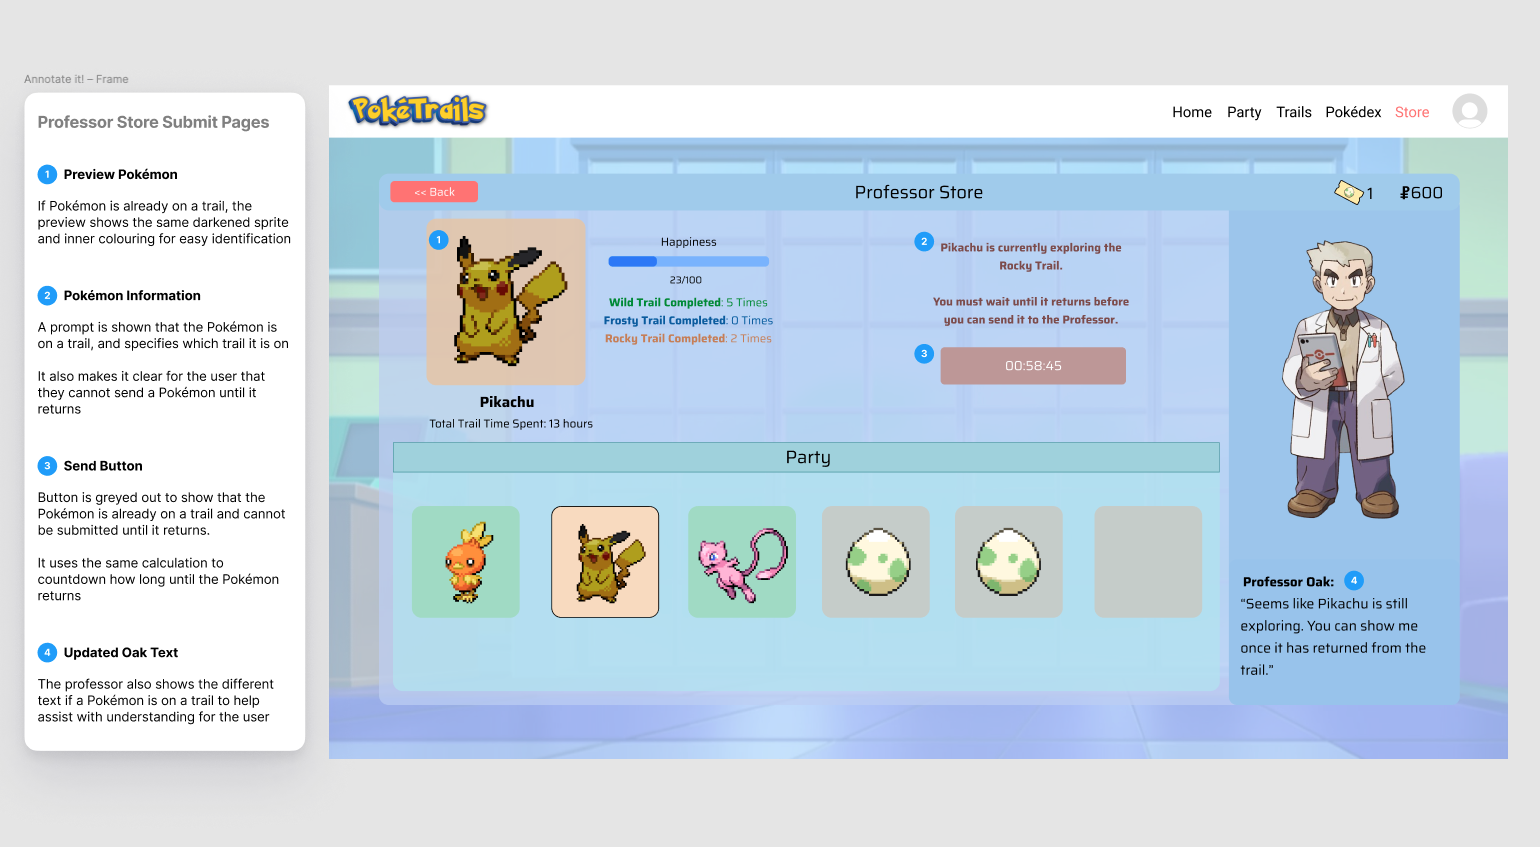 Annotate it! – Frame
Professor Store Submit Pages
1 Preview Pokémon
If Pokémon is already on a trail, the
preview shows the same darkened sprite
and inner colouring for easy identification
2 Pokémon Information
A prompt is shown that the Pokémon is
on a trail, and specifies which trail it is on
It also makes it clear for the user that
they cannot send a Pokémon until it
returns
3 Send Button
Button is greyed out to show that the
Pokémon is already on a trail and cannot
be submitted until it returns.
It uses the same calculation to
countdown how long until the Pokémon
returns
4 Updated Oak Text
The professor also shows the different
text if a Pokémon is on a trail to help
assist with understanding for the user
PokéTrails
Home Party Trails Pokédex Store
<< Back
Professor Store
1
₽600
1
Pikachu
Total Trail Time Spent: 13 hours
Happiness
23/100
Wild Trail Completed: 5 Times
Frosty Trail Completed: 0 Times
Rocky Trail Completed: 2 Times
2
Pikachu is currently exploring the
Rocky Trail.
You must wait until it returns before
you can send it to the Professor.
3
00:58:45
Party
Professor Oak: 4
“Seems like Pikachu is still
exploring. You can show me
once it has returned from the
trail.”